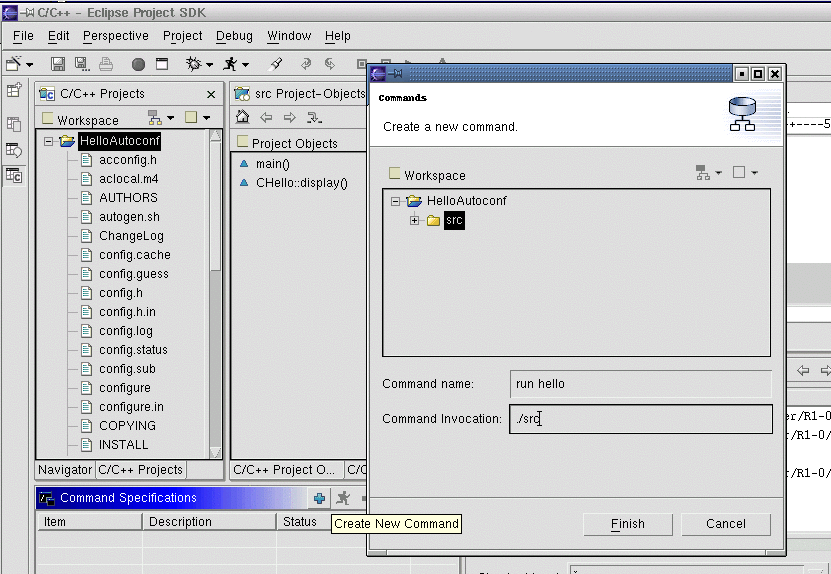 C/C++ - Eclipse Project SDK
File Edit Perspective Project Debug Window Help
C/C++ Projects
Workspace
HelloAutoconf
acconfig.h
aclocal.m4
AUTHORS
autogen.sh
ChangeLog
config.cache
config.guess
config.h
config.h.in
config.log
config.status
config.sub
configure
configure.in
COPYING
INSTALL
Navigator C/C++ Projects
src Project-Objects
Project Objects
main()
CHello::display()
C/C++ Project O... C/C
Commands
Create a new command.
Workspace
HelloAutoconf
src
Command name: run hello
Command Invocation: ./src
Finish Cancel
+----5
er/R1-0
/R1-0/
/R1-0/
Command Specifications
Item Description Status
Create New Command